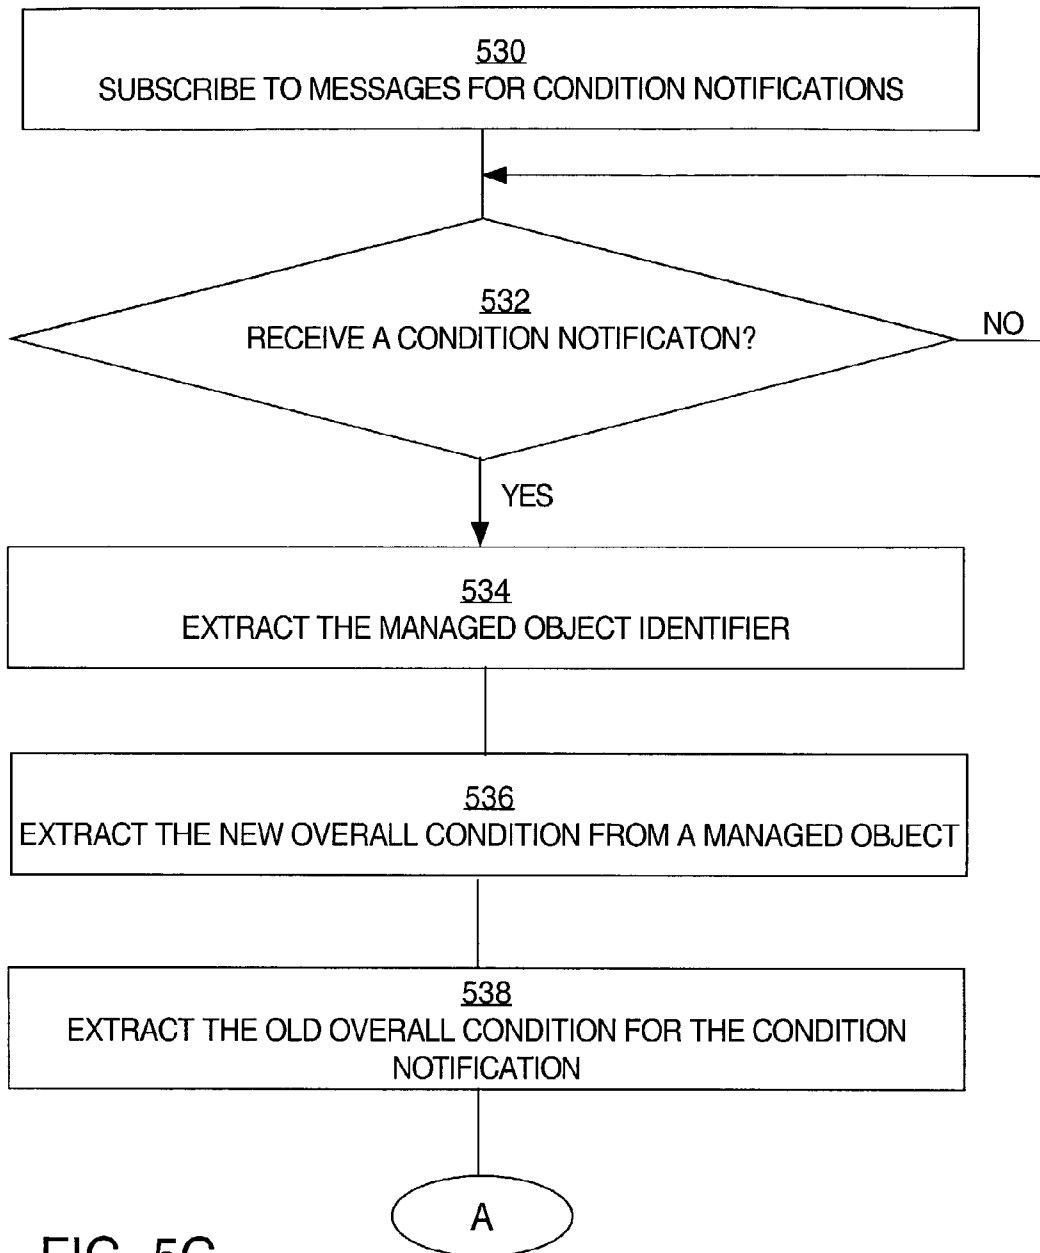 530
SUBSCRIBE TO MESSAGES FOR CONDITION NOTIFICATIONS
532
RECEIVE A CONDITION NOTIFICATON?
NO
YES
534
EXTRACT THE MANAGED OBJECT IDENTIFIER
536
EXTRACT THE NEW OVERALL CONDITION FROM A MANAGED OBJECT
538
EXTRACT THE OLD OVERALL CONDITION FOR THE CONDITION
NOTIFICATION
A
FIG. 5C